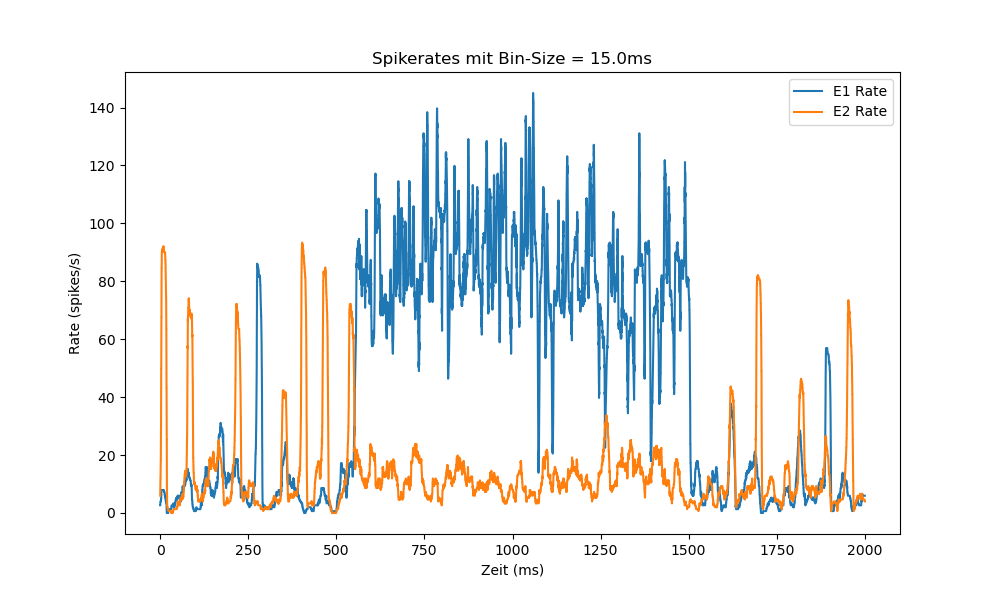 Spikerates mit Bin-Size = 15.0ms
E1 Rate
E2 Rate
Rate (spikes/s)
140
120
100
80
60
40
20
0
0 250 500 750 1000 1250 1500 1750 2000
Zeit (ms)